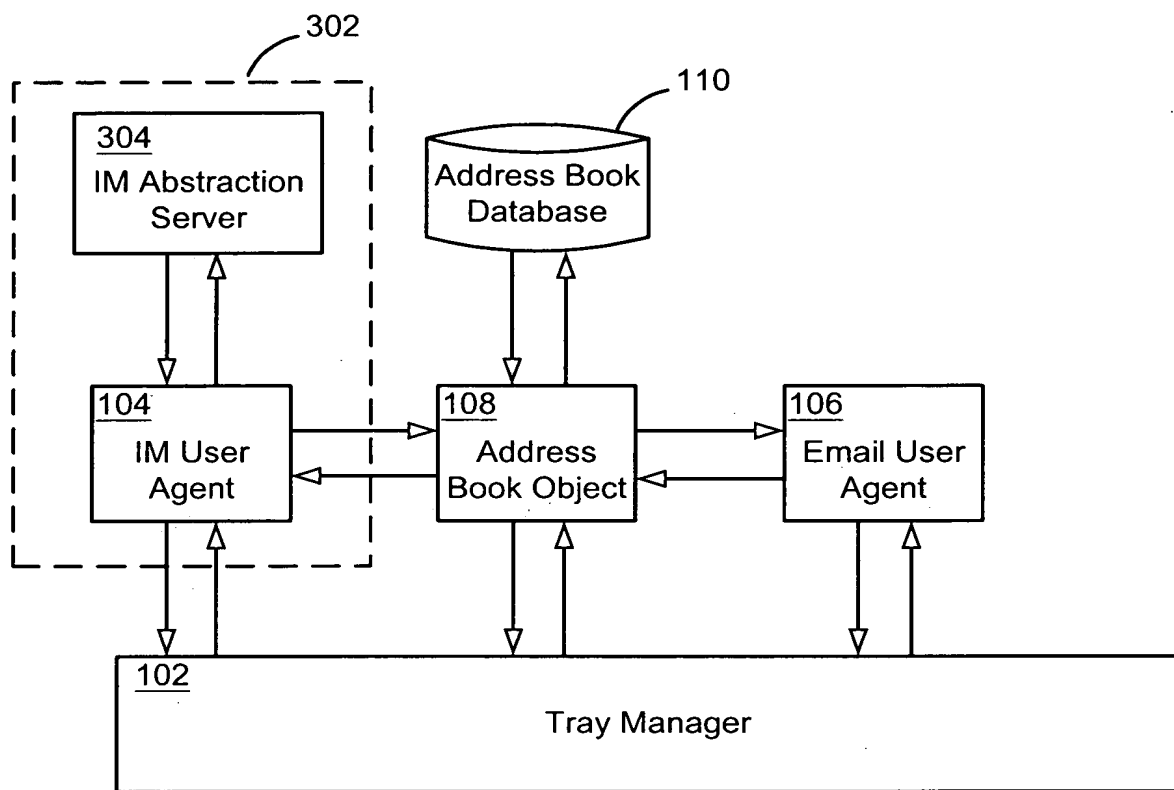 302
110
304
IM Abstraction
Server
Address Book
Database
104
IM User
Agent
108
Address
Book Object
106
Email User
Agent
102
Tray Manager